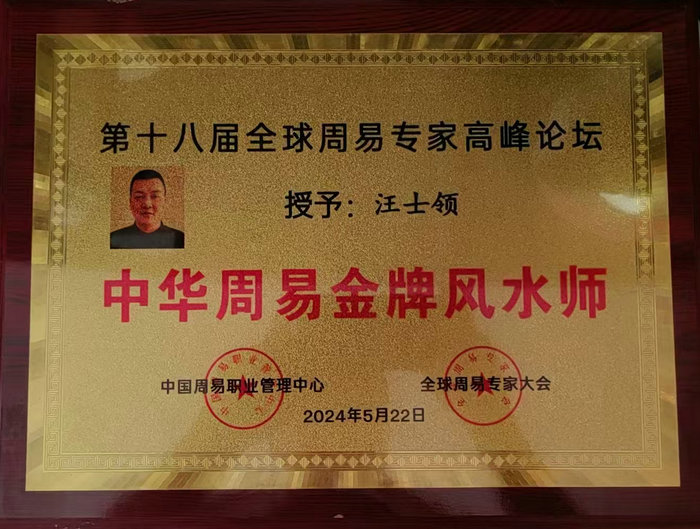 第十八届全球周易专家高峰论坛
授予：汪士领
中华周易金牌风水师
中国周易职业管理中心
全球周易专家大会
2024年5月22日